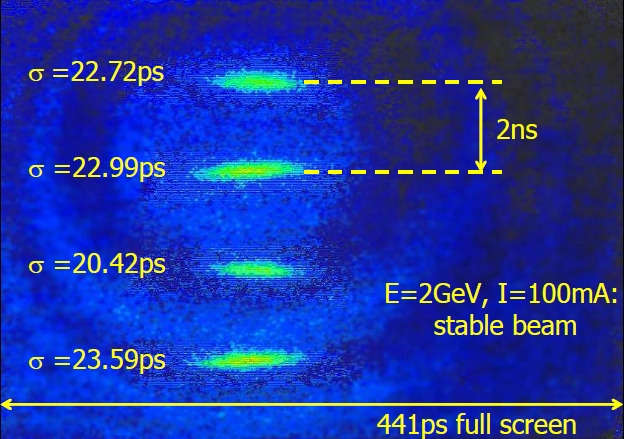 σ =22.72ps
2ns
σ =22.99ps
σ =20.42ps
E=2GeV, I=100mA:
stable beam
σ =23.59ps
441ps full screen